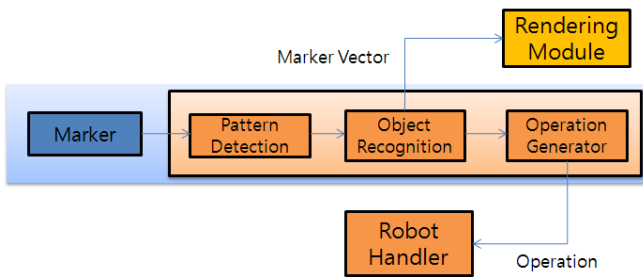 Rendering
Module
Marker Vector
Marker
Pattern
Detection
Object
Recognition
Operation
Generator
Robot
Handler
Operation